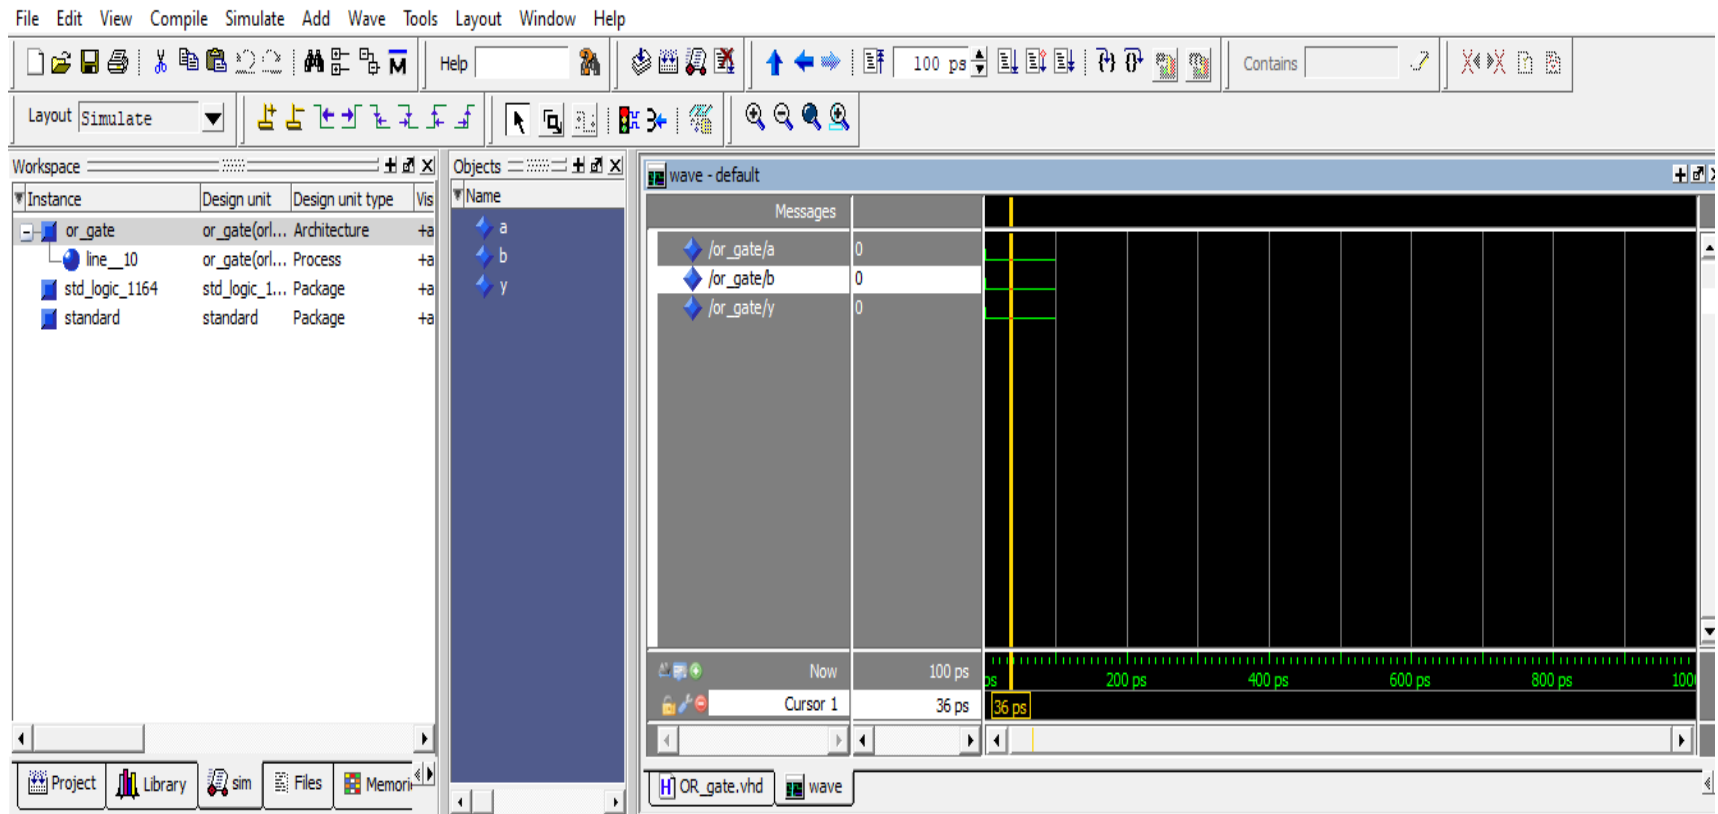 File Edit View Compile Simulate Add Wave Tools Layout Window Help
Help 100 ps Contains
Layout Simulate
Workspace
Instance Design unit Design unit type Vis
or_gate or_gate(orl... Architecture +a
line__10 or_gate(orl... Process +a
std_logic_1164 std_logic_1... Package +a
standard standard Package +a
Project Library sim Files Memori
Objects
Name
a
b
y
wave - default
Messages
/or_gate/a 0
/or_gate/b 0
/or_gate/y 0
Now 100 ps
ps 200 ps 400 ps 600 ps 800 ps 100
Cursor 1 36 ps 36 ps
H OR_gate.vhd wave